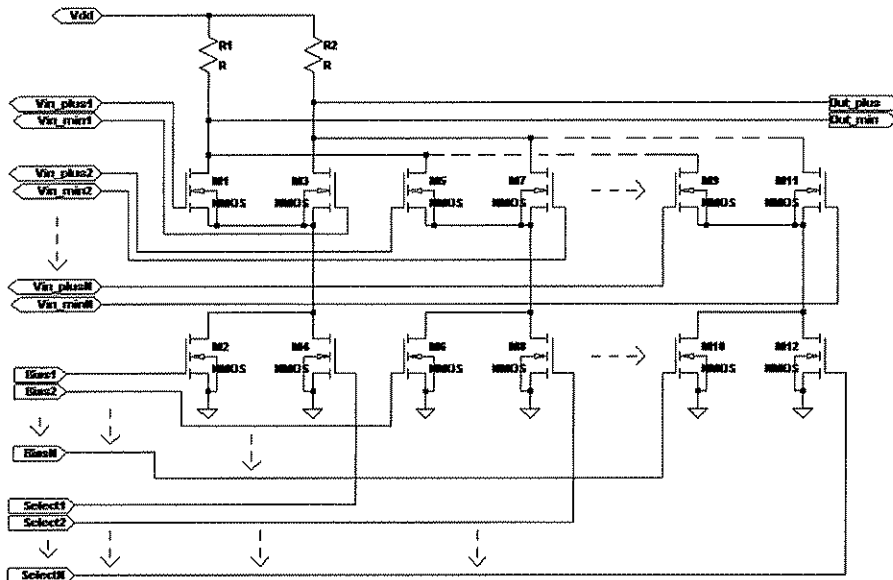 Vdd
R1
R
R2
R
Vin_plus1
Vin_min1
Out_plus
Out_min
Vin_plus2
Vin_min2
M1
NMOS
M3
NMOS
M5
NMOS
M7
NMOS
M9
NMOS
M11
NMOS
Vin_plusN
Vin_minN
M2
NMOS
M4
NMOS
M6
NMOS
M8
NMOS
M10
NMOS
M12
NMOS
Bias1
Bias2
BiasN
Select1
Select2
SelectN